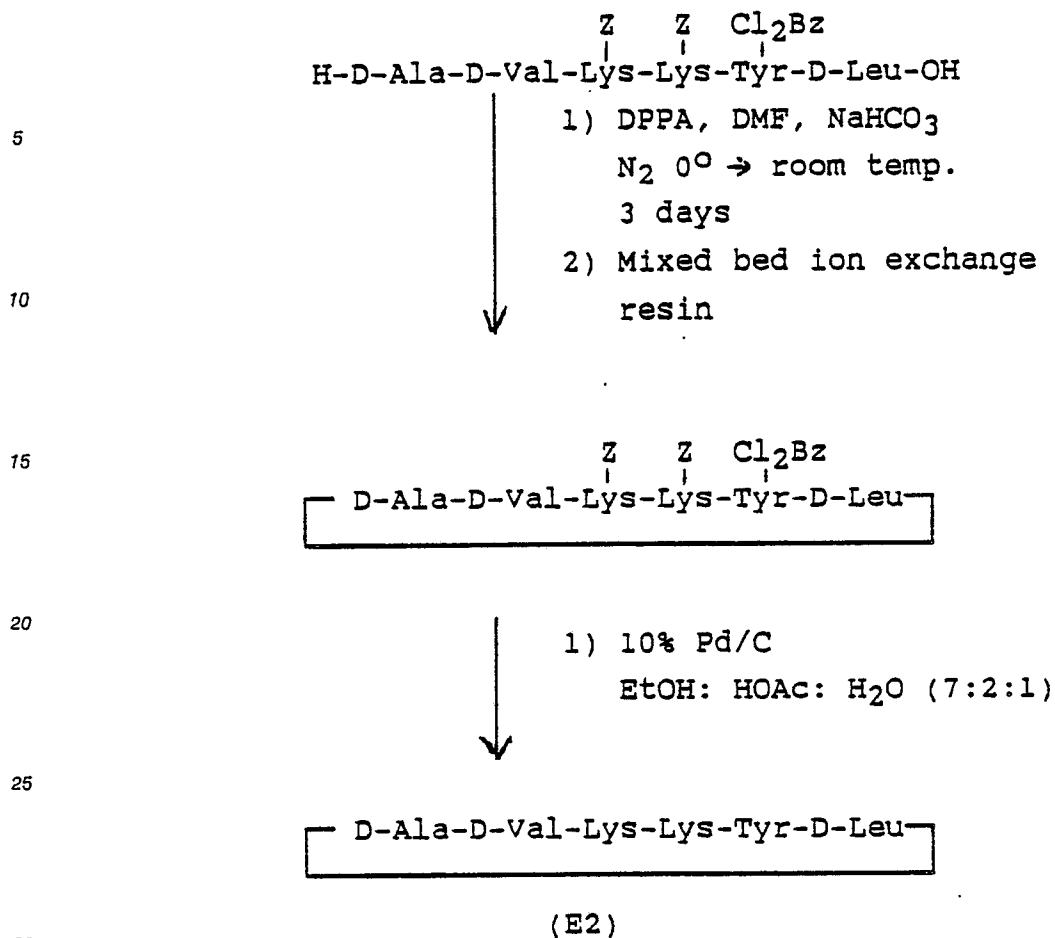 Z Z Cl2Bz
H-D-Ala-D-Val-Lys-Lys-Tyr-D-Leu-OH
5
1) DPPA, DMF, NaHCO3
N2 0° → room temp.
3 days
2) Mixed bed ion exchange
10
resin
15
Z Z Cl2Bz
D-Ala-D-Val-Lys-Lys-Tyr-D-Leu
20
1) 10% Pd/C
EtOH: HOAc: H2O (7:2:1)
25
D-Ala-D-Val-Lys-Lys-Tyr-D-Leu
(E2)